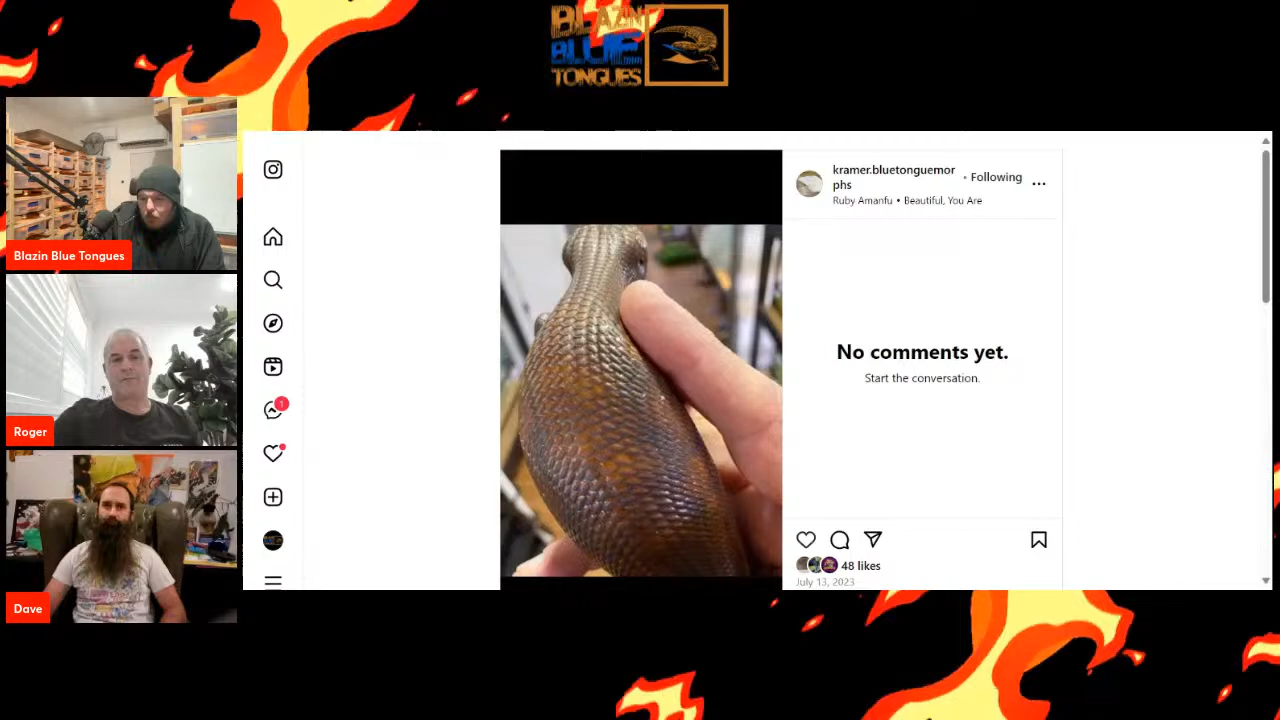 BLAZIN
BLUE
TONGUES
Blazin Blue Tongues
Roger
Dave
kramer.bluetonguemor
phs
• Following
Ruby Amanfu • Beautiful, You Are
No comments yet.
Start the conversation.
1
48 likes
July 13, 2023